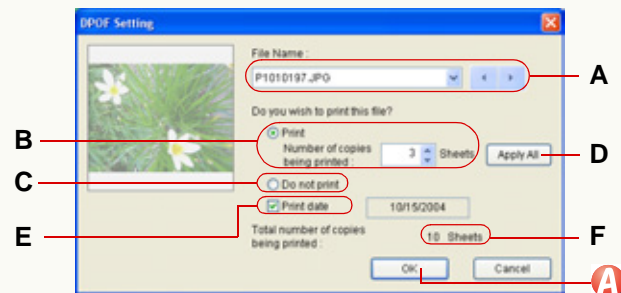 DPOF Setting
File Name :
P1010197.JPG
A
Do you wish to print this file?
B
Print
Number of copies
being printed :
3
Sheets
Apply All
D
C
Do not print
E
Print date
10/15/2004
Total number of copies
being printed :
10 Sheets
F
OK
Cancel
A